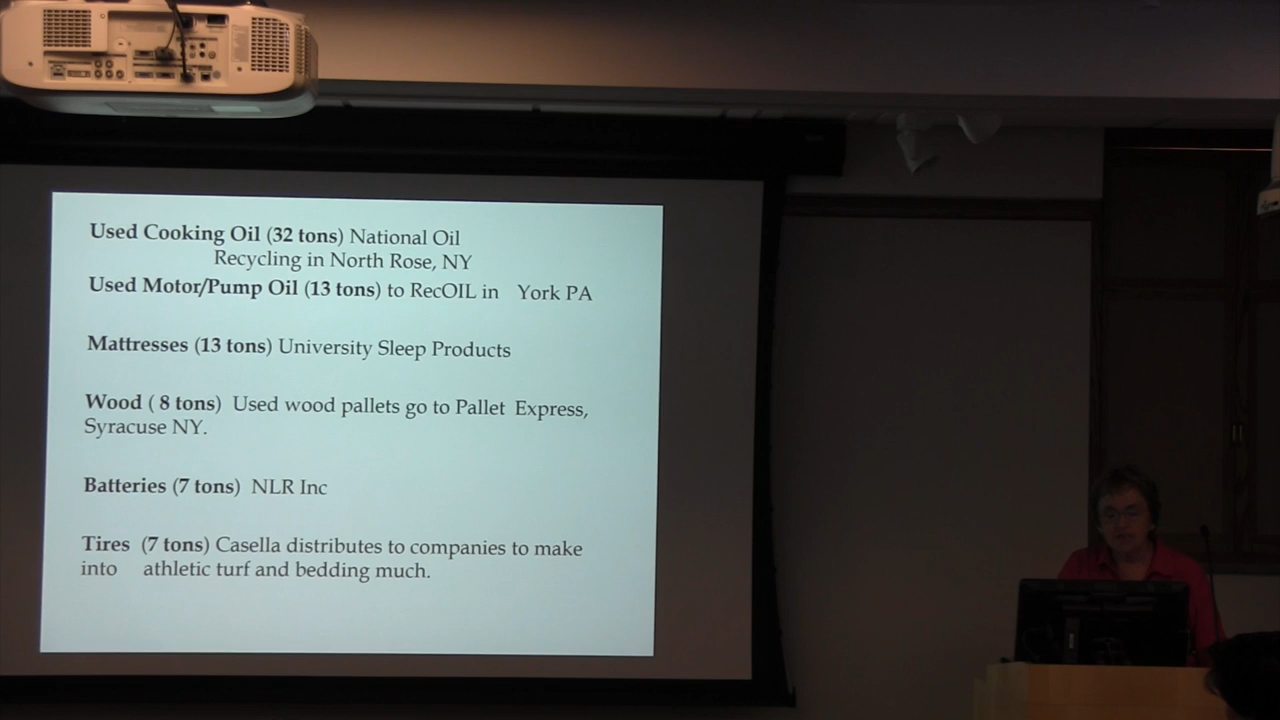 Used Cooking Oil (32 tons) National Oil
Recycling in North Rose, NY
Used Motor/Pump Oil (13 tons) to RecOIL in York PA
Mattresses (13 tons) University Sleep Products
Wood ( 8 tons) Used wood pallets go to Pallet Express,
Syracuse NY.
Batteries (7 tons) NLR Inc
Tires (7 tons) Casella distributes to companies to make
into athletic turf and bedding much.